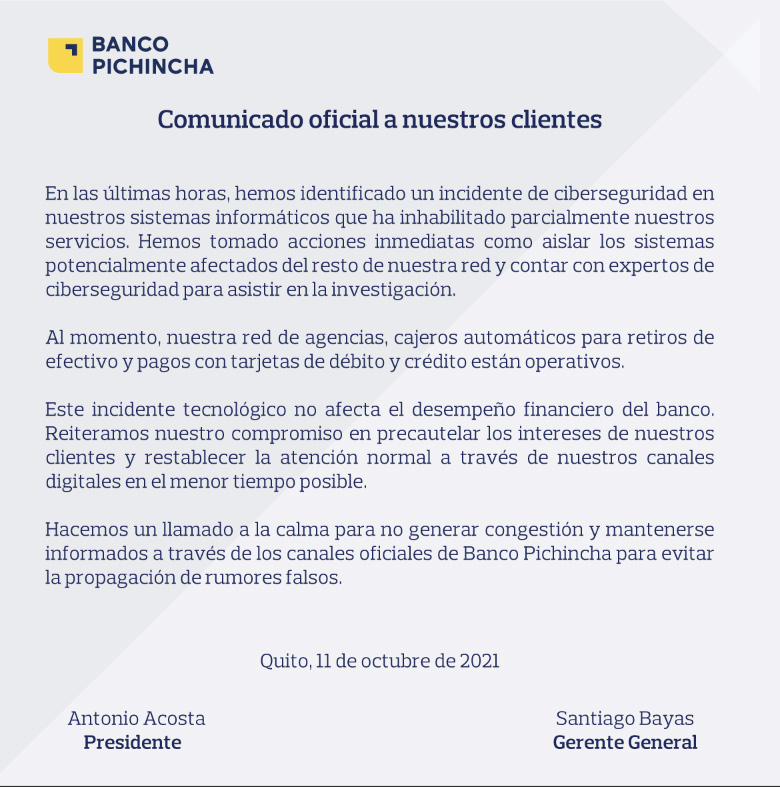 BANCO
PICHINCHA
Comunicado oficial a nuestros clientes
En las últimas horas, hemos identificado un incidente de ciberseguridad en
nuestros sistemas informáticos que ha inhabilitado parcialmente nuestros
servicios. Hemos tomado acciones inmediatas como aislar los sistemas
potencialmente afectados del resto de nuestra red y contar con expertos de
ciberseguridad para asistir en la investigación.
Al momento, nuestra red de agencias, cajeros automáticos para retiros de
efectivo y pagos con tarjetas de débito y crédito están operativos.
Este incidente tecnológico no afecta el desempeño financiero del banco.
Reiteramos nuestro compromiso en precautelar los intereses de nuestros
clientes y restablecer la atención normal a través de nuestros canales
digitales en el menor tiempo posible.
Hacemos un llamado a la calma para no generar congestión y mantenerse
informados a través de los canales oficiales de Banco Pichincha para evitar
la propagación de rumores falsos.
Quito, 11 de octubre de 2021
Antonio Acosta
Presidente
Santiago Bayas
Gerente General